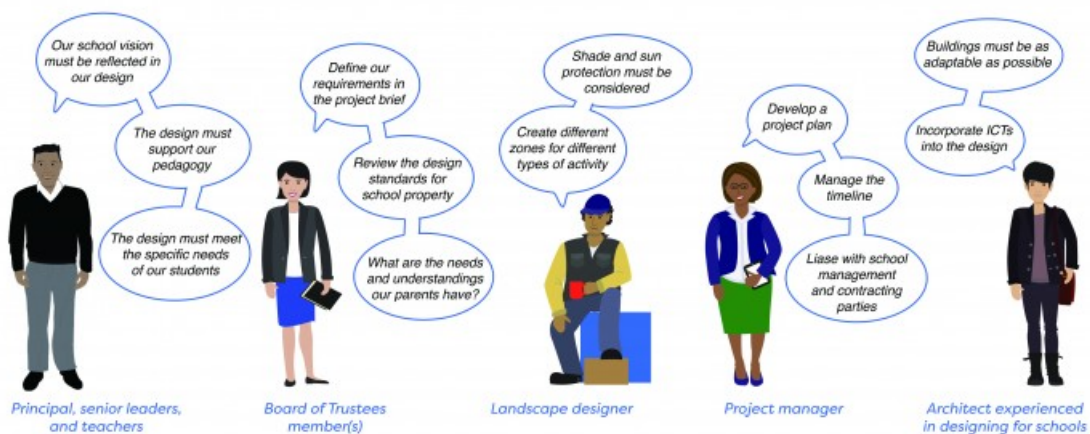 Our school vision
must be reflected in
our design
The design must
support our
pedagogy
The design must meet
the specific needs
of our students
Principal, senior leaders,
and teachers
Define our
requirements in
the project brief
Review the design
standards for
school property
What are the needs
and understandings
our parents have?
Board of Trustees
member(s)
Shade and sun
protection must be
considered
Create different
zones for different
types of activity
Landscape designer
Develop a
project plan
Manage the
timeline
Liase with school
management
and contracting
parties
Project manager
Buildings must be as
adaptable as possible
Incorporate ICTs
into the design
Architect experienced
in designing for schools